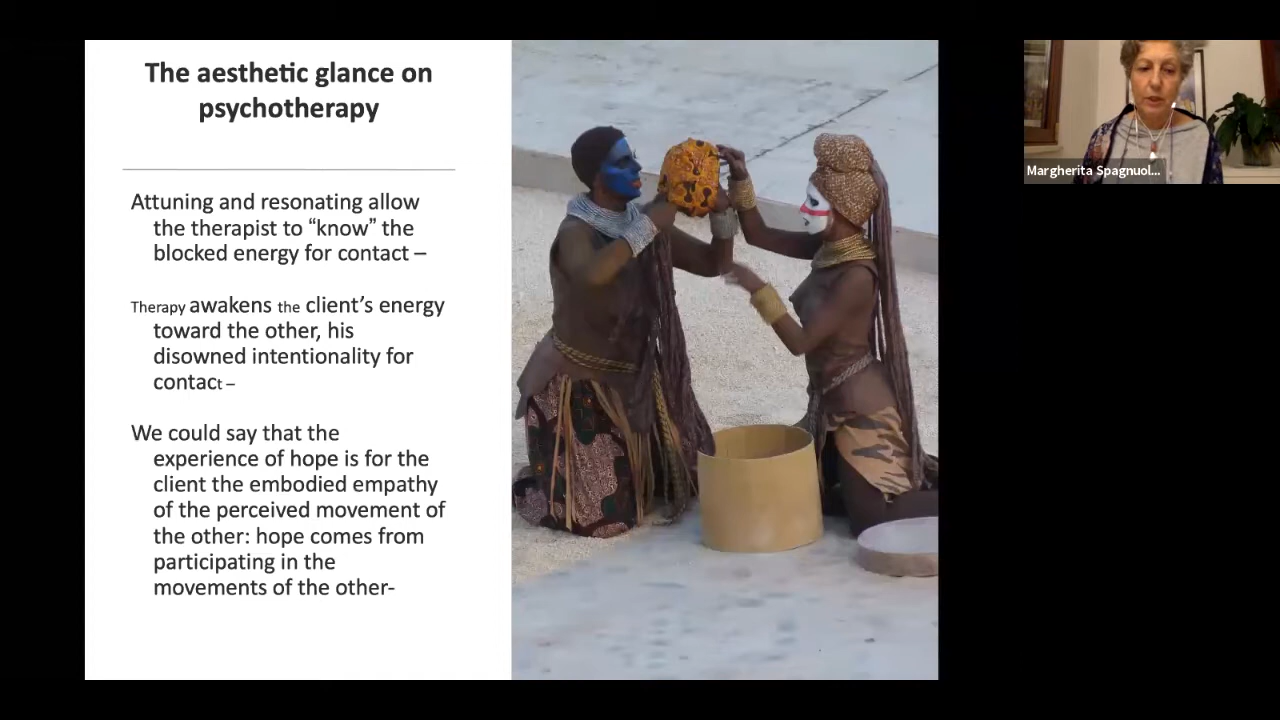 The aesthetic glance on
psychotherapy
Attuning and resonating allow
the therapist to “know” the
blocked energy for contact –
Therapy awakens the client’s energy
toward the other, his
disowned intentionality for
contact –
We could say that the
experience of hope is for the
client the embodied empathy
of the perceived movement of
the other: hope comes from
participating in the
movements of the other-
Margherita Spagnuol...